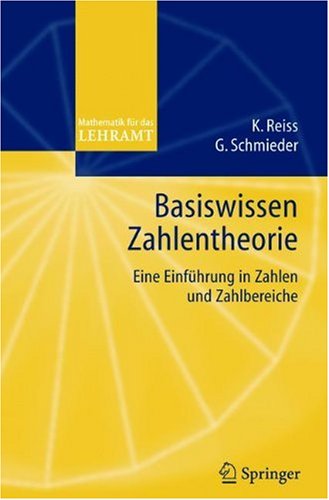 Mathematik für das
LEHRAMT
K. Reiss
G. Schmieder
Basiswissen
Zahlentheorie
Eine Einführung in Zahlen
und Zahlbereiche
Springer